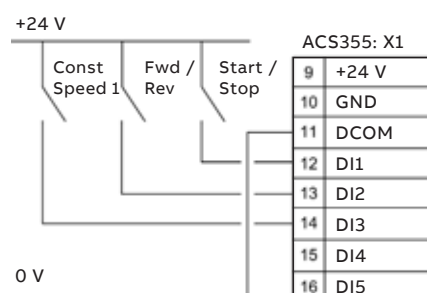 +24 V
ACS355: X1
Const Speed 1
Fwd / Rev
Start / Stop
9 +24 V
10 GND
11 DCOM
12 DI1
13 DI2
14 DI3
15 DI4
16 DI5
0 V